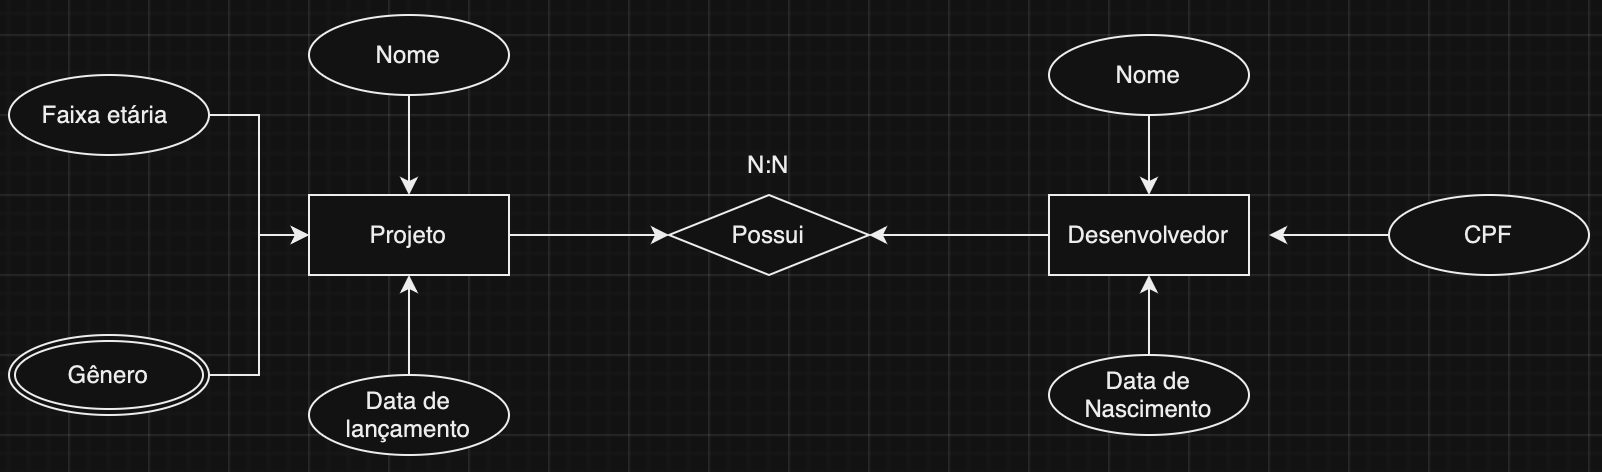 Nome
Nome
Faixa etária
N:N
Projeto
Possui
Desenvolvedor
CPF
Gênero
Data de
lançamento
Data de
Nascimento